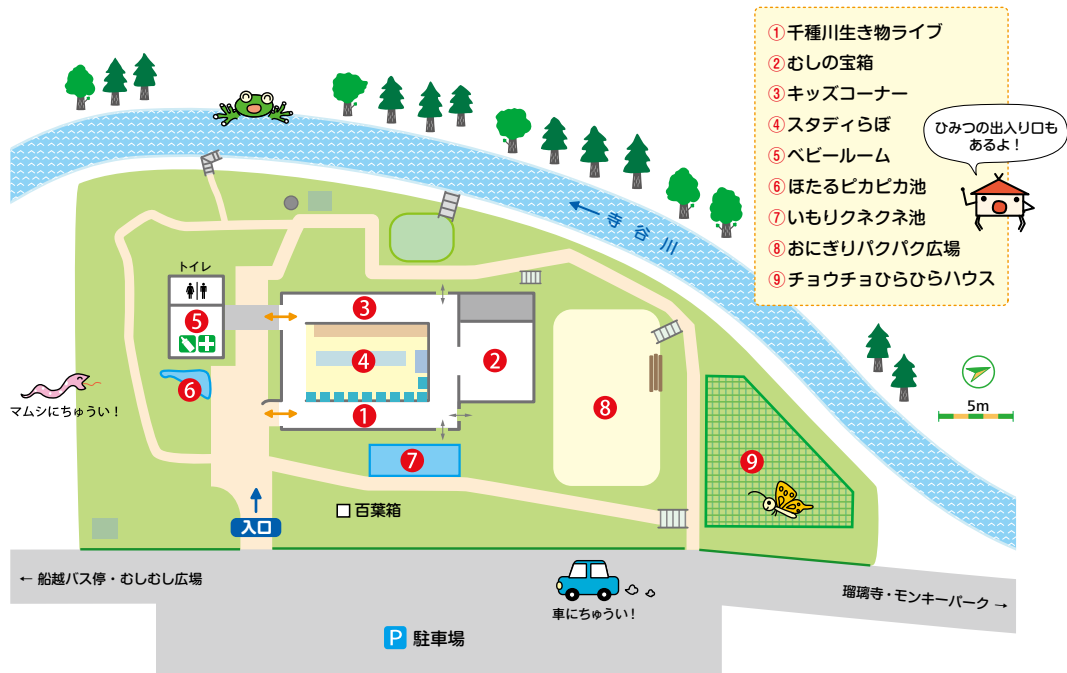 ①千種川生き物ライブ
②むしの宝箱
③キッズコーナー
④スタディらぼ
⑤ベビールーム
⑥ほたるピカピカ池
⑦いもりクネクネ池
⑧おにぎりパクパク広場
⑨チョウチョひらひらハウス
ひみつの出入り口も
あるよ!
寺谷川
トイレ
5
3
4
2
6
1
7
8
9
マムシにちゅうい!
5m
入口
百葉箱
← 船越バス停・むしむし広場
車にちゅうい!
瑠璃寺・モンキーパーク →
P 駐車場